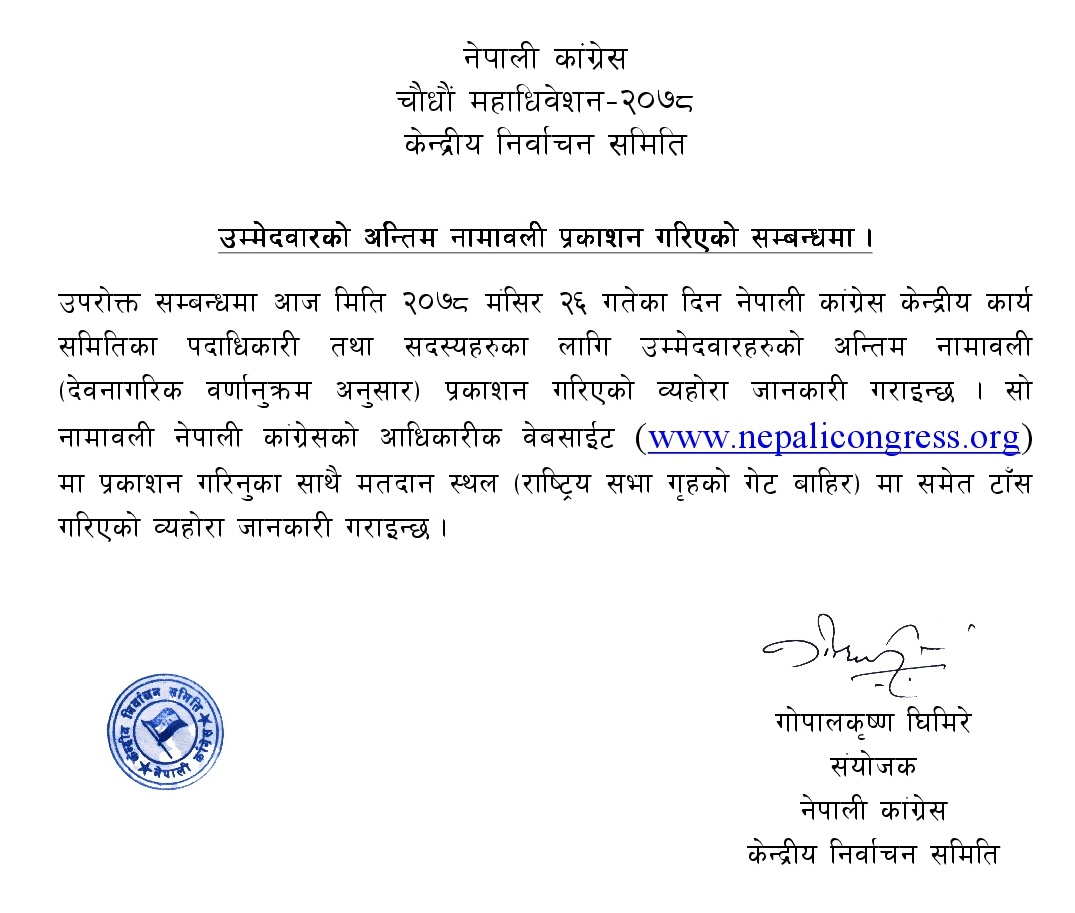 नेपाली कांग्रेस
चौधौं महाधिवेशन-२०७८
केन्द्रीय निर्वाचन समिति
उम्मेदवारको अन्तिम नामावली प्रकाशन गरिएको सम्बन्धमा ।
उपरोक्त सम्बन्धमा आज मिति २०७८ मंसिर २६ गतेका दिन नेपाली कांग्रेस केन्द्रीय कार्य
समितिका पदाधिकारी तथा सदस्यहरुका लागि उम्मेदवारहरुको अन्तिम नामावली
(देवनागरिक वर्णानुक्रम अनुसार) प्रकाशन गरिएको व्यहोरा जानकारी गराइन्छ । सो
नामावली नेपाली कांग्रेसको आधिकारीक वेबसाईट (www.nepalicongress.org)
मा प्रकाशन गरिनुका साथै मतदान स्थल (राष्ट्रिय सभा गृहको गेट बाहिर) मा समेत टाँस
गरिएको व्यहोरा जानकारी गराइन्छ ।
केन्द्रीय निर्वाचन समिति
नेपाली कांग्रेस
गोपालकृष्ण घिमिरे
संयोजक
नेपाली कांग्रेस
केन्द्रीय निर्वाचन समिति